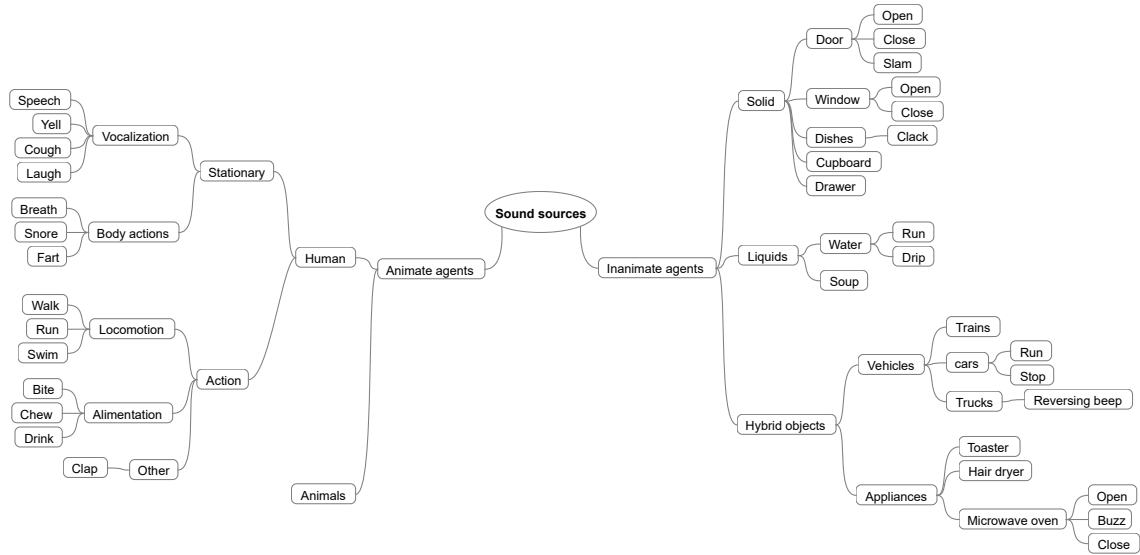 Sound sources
Animate agents
Human
Stationary
Vocalization
Speech
Yell
Cough
Laugh
Body actions
Breath
Snore
Fart
Action
Locomotion
Walk
Run
Swim
Alimentation
Bite
Chew
Drink
Other
Clap
Animals
Inanimate agents
Solid
Door
Open
Close
Slam
Window
Open
Close
Dishes
Clack
Cupboard
Drawer
Liquids
Water
Run
Drip
Soup
Hybrid objects
Vehicles
Trains
cars
Run
Stop
Trucks
Reversing beep
Appliances
Toaster
Hair dryer
Microwave oven
Open
Buzz
Close